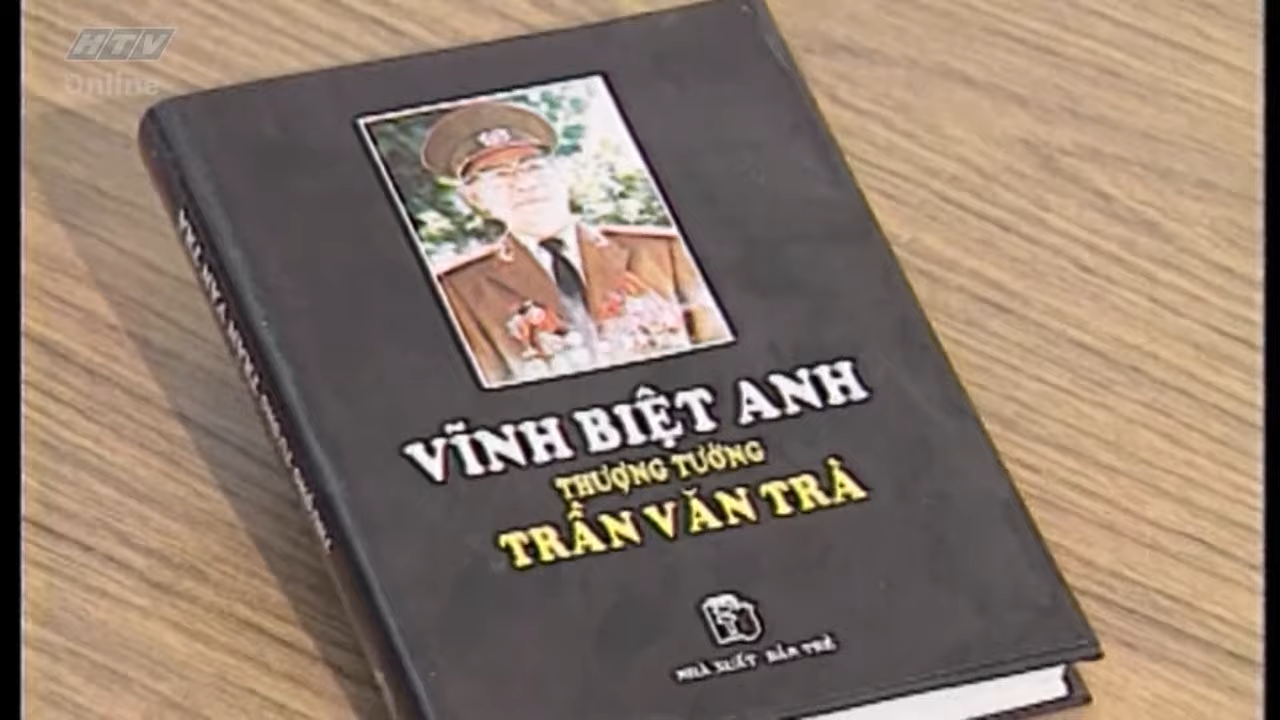 HTV
Online
VĨNH BIỆT ANH
THƯỢNG TƯỚNG
TRẦN VĂN TRÀ
NHÀ XUẤT BẢN TRẺ